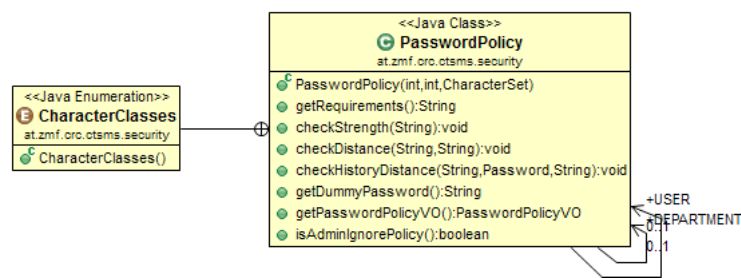 <<Java Class>>
C PasswordPolicy
at.zmf.crc.ctsms.security
C PasswordPolicy(int,int,CharacterSet)
getRequirements():String
checkStrength(String):void
checkDistance(String,String):void
checkHistoryDistance(String,Password,String):void
getDummyPassword():String
getPasswordPolicyVO():PasswordPolicyVO
isAdminIgnorePolicy():boolean
<<Java Enumeration>>
E CharacterClasses
at.zmf.crc.ctsms.security
C CharacterClasses()
+USER
+DEPARTMENT
0..1
0..1